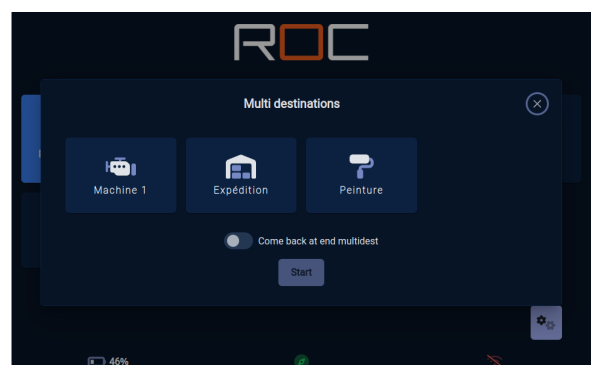 ROC
Multi destinations
Machine 1
Expédition
Peinture
Come back at end multidest
Start
46%